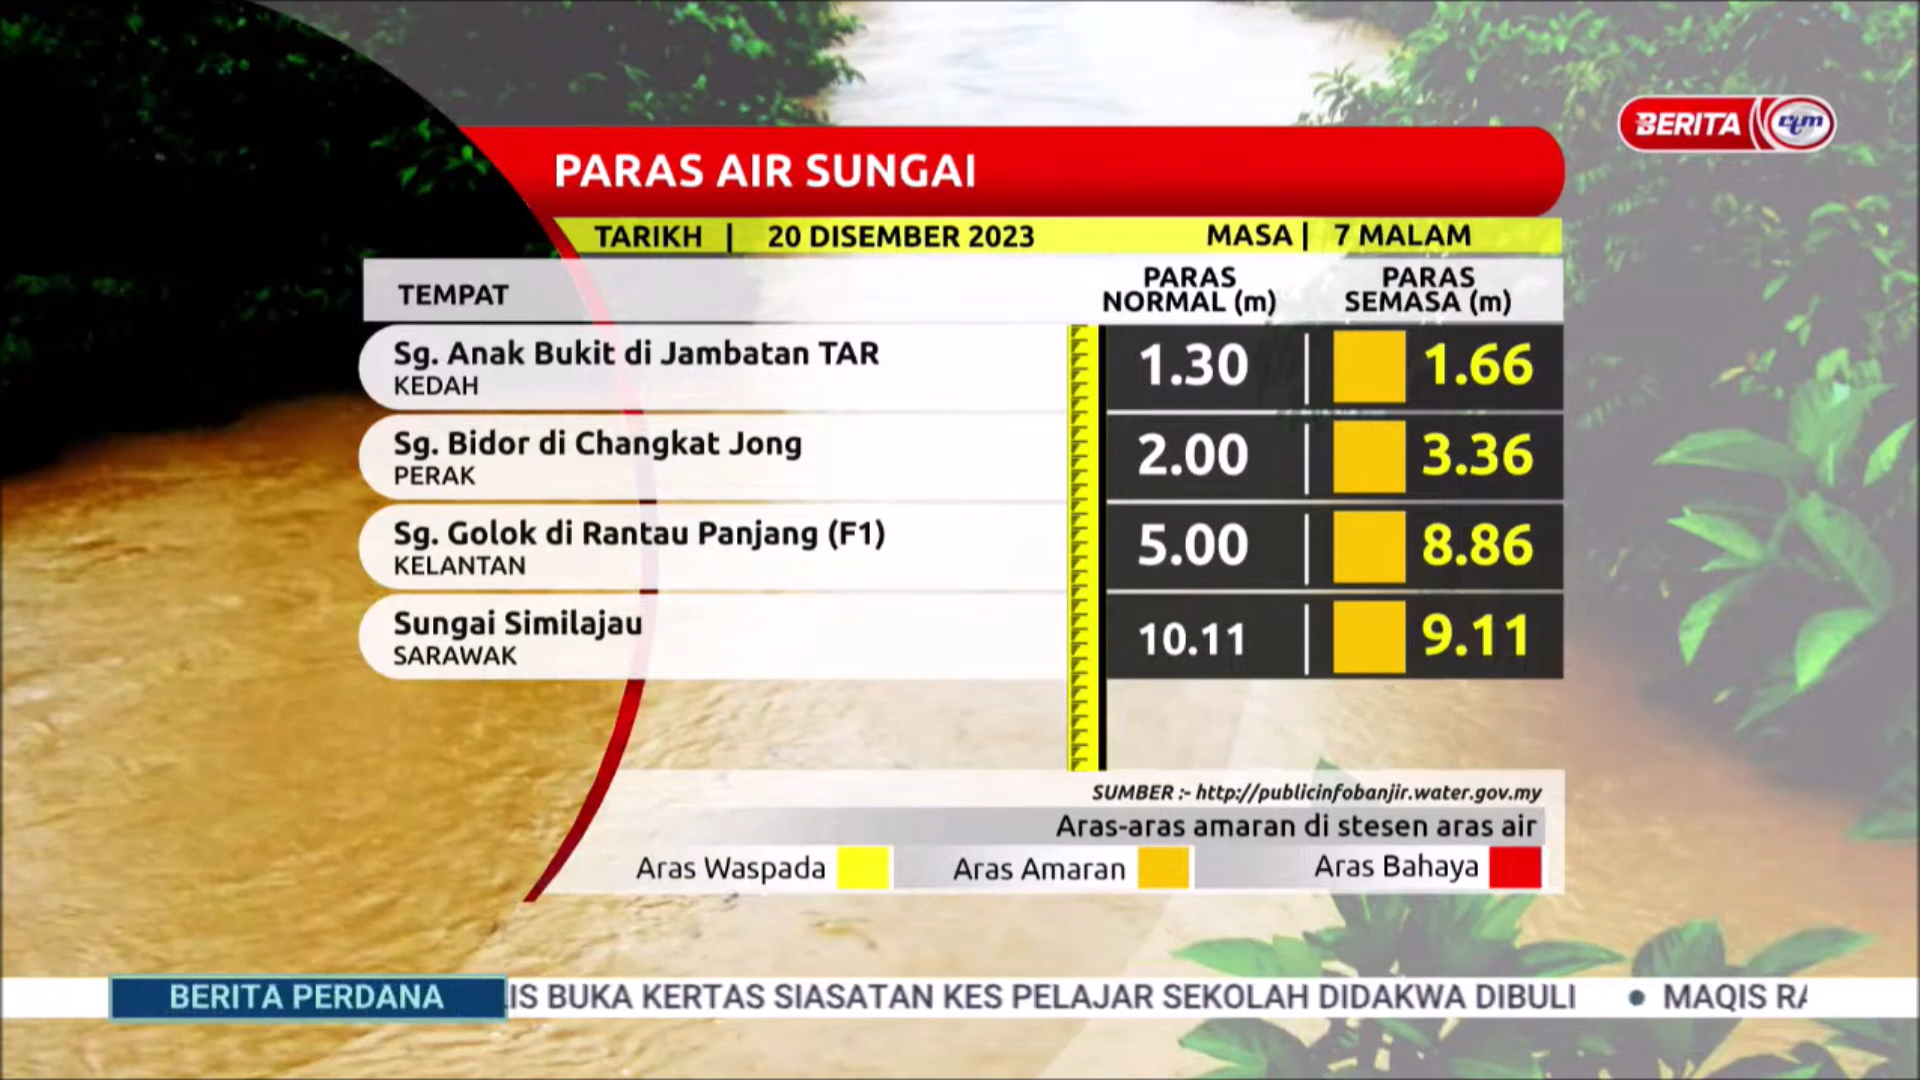 BERITA rtm
PARAS AIR SUNGAI
TARIKH | 20 DISEMBER 2023 MASA | 7 MALAM
TEMPAT PARAS NORMAL (m) PARAS SEMASA (m)
Sg. Anak Bukit di Jambatan TAR
KEDAH
1.30 1.66
Sg. Bidor di Changkat Jong
PERAK
2.00 3.36
Sg. Golok di Rantau Panjang (F1)
KELANTAN
5.00 8.86
Sungai Similajau
SARAWAK
10.11 9.11
SUMBER :- http://publicinfobanjir.water.gov.my
Aras-aras amaran di stesen aras air
Aras Waspada Aras Amaran Aras Bahaya
BERITA PERDANA LIS BUKA KERTAS SIASATAN KES PELAJAR SEKOLAH DIDAKWA DIBULI • MAQIS RA